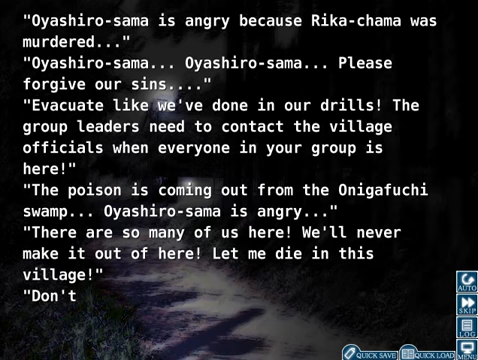 "Oyashiro-sama is angry because Rika-chama was
murdered..."
"Oyashiro-sama... Oyashiro-sama... Please
forgive our sins...."
"Evacuate like we've done in our drills! The
group leaders need to contact the village
officials when everyone in your group is
here!"
"The poison is coming out from the Onigafuchi
swamp... Oyashiro-sama is angry..."
"There are so many of us here! We'll never
make it out of here! Let me die in this
village!"
"Don't
AUTO
SKIP
LOG
MENU
QUICK SAVE
QUICK LOAD